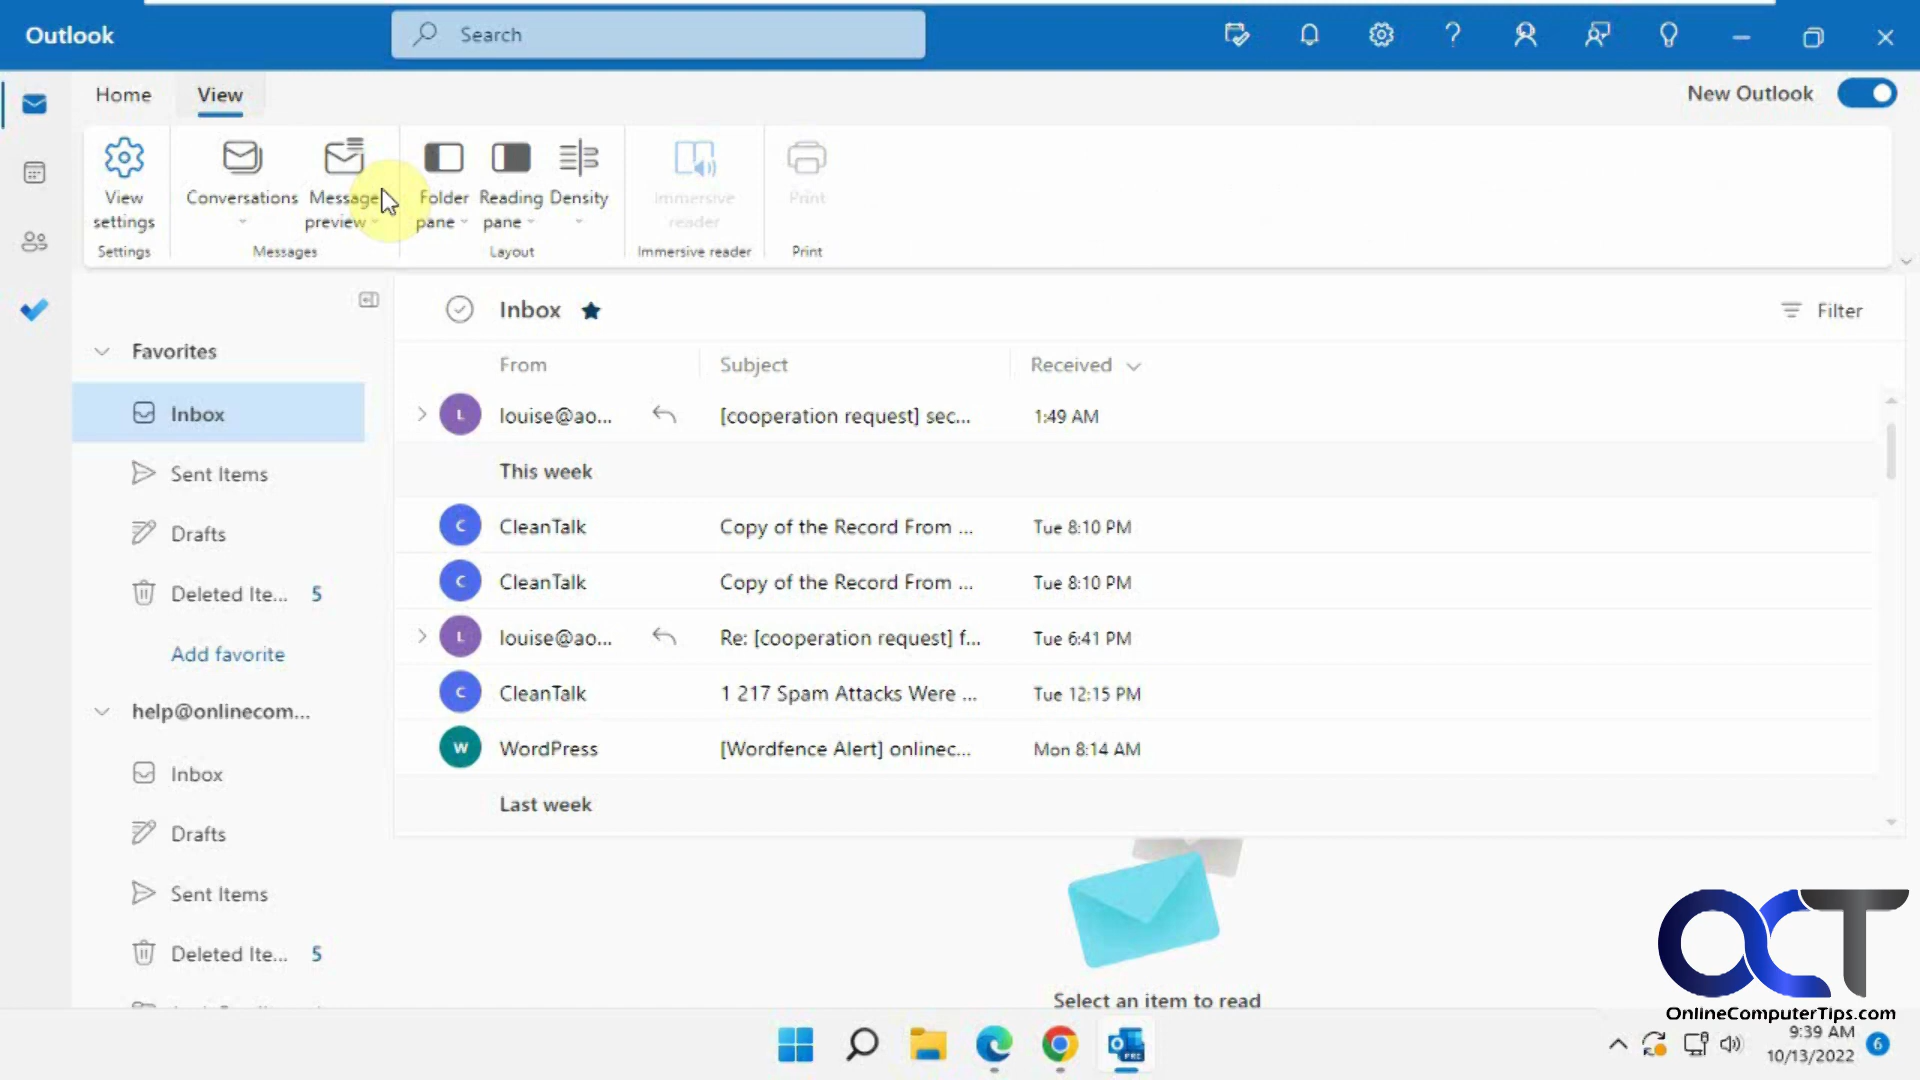 Outlook
Search
Home
View
New Outlook
View settings
Conversations
Message preview
Folder pane
Reading pane
Density
Immersive reader
Print
Settings
Messages
Layout
Immersive reader
Print
Inbox
Filter
Favorites
From
Subject
Received
Inbox
L
louise@ao...
[cooperation request] sec...
1:49 AM
This week
Sent Items
C
CleanTalk
Copy of the Record From ...
Tue 8:10 PM
Drafts
C
CleanTalk
Copy of the Record From ...
Tue 8:10 PM
Deleted Ite...
5
L
louise@ao...
Re: [cooperation request] f...
Tue 6:41 PM
Add favorite
C
CleanTalk
1 217 Spam Attacks Were ...
Tue 12:15 PM
help@onlinecom...
W
WordPress
[Wordfence Alert] onlinec...
Mon 8:14 AM
Inbox
Last week
Drafts
Sent Items
Deleted Ite...
5
Select an item to read
OCT
OnlineComputerTips.com
PRE
9:39 AM
10/13/2022
6